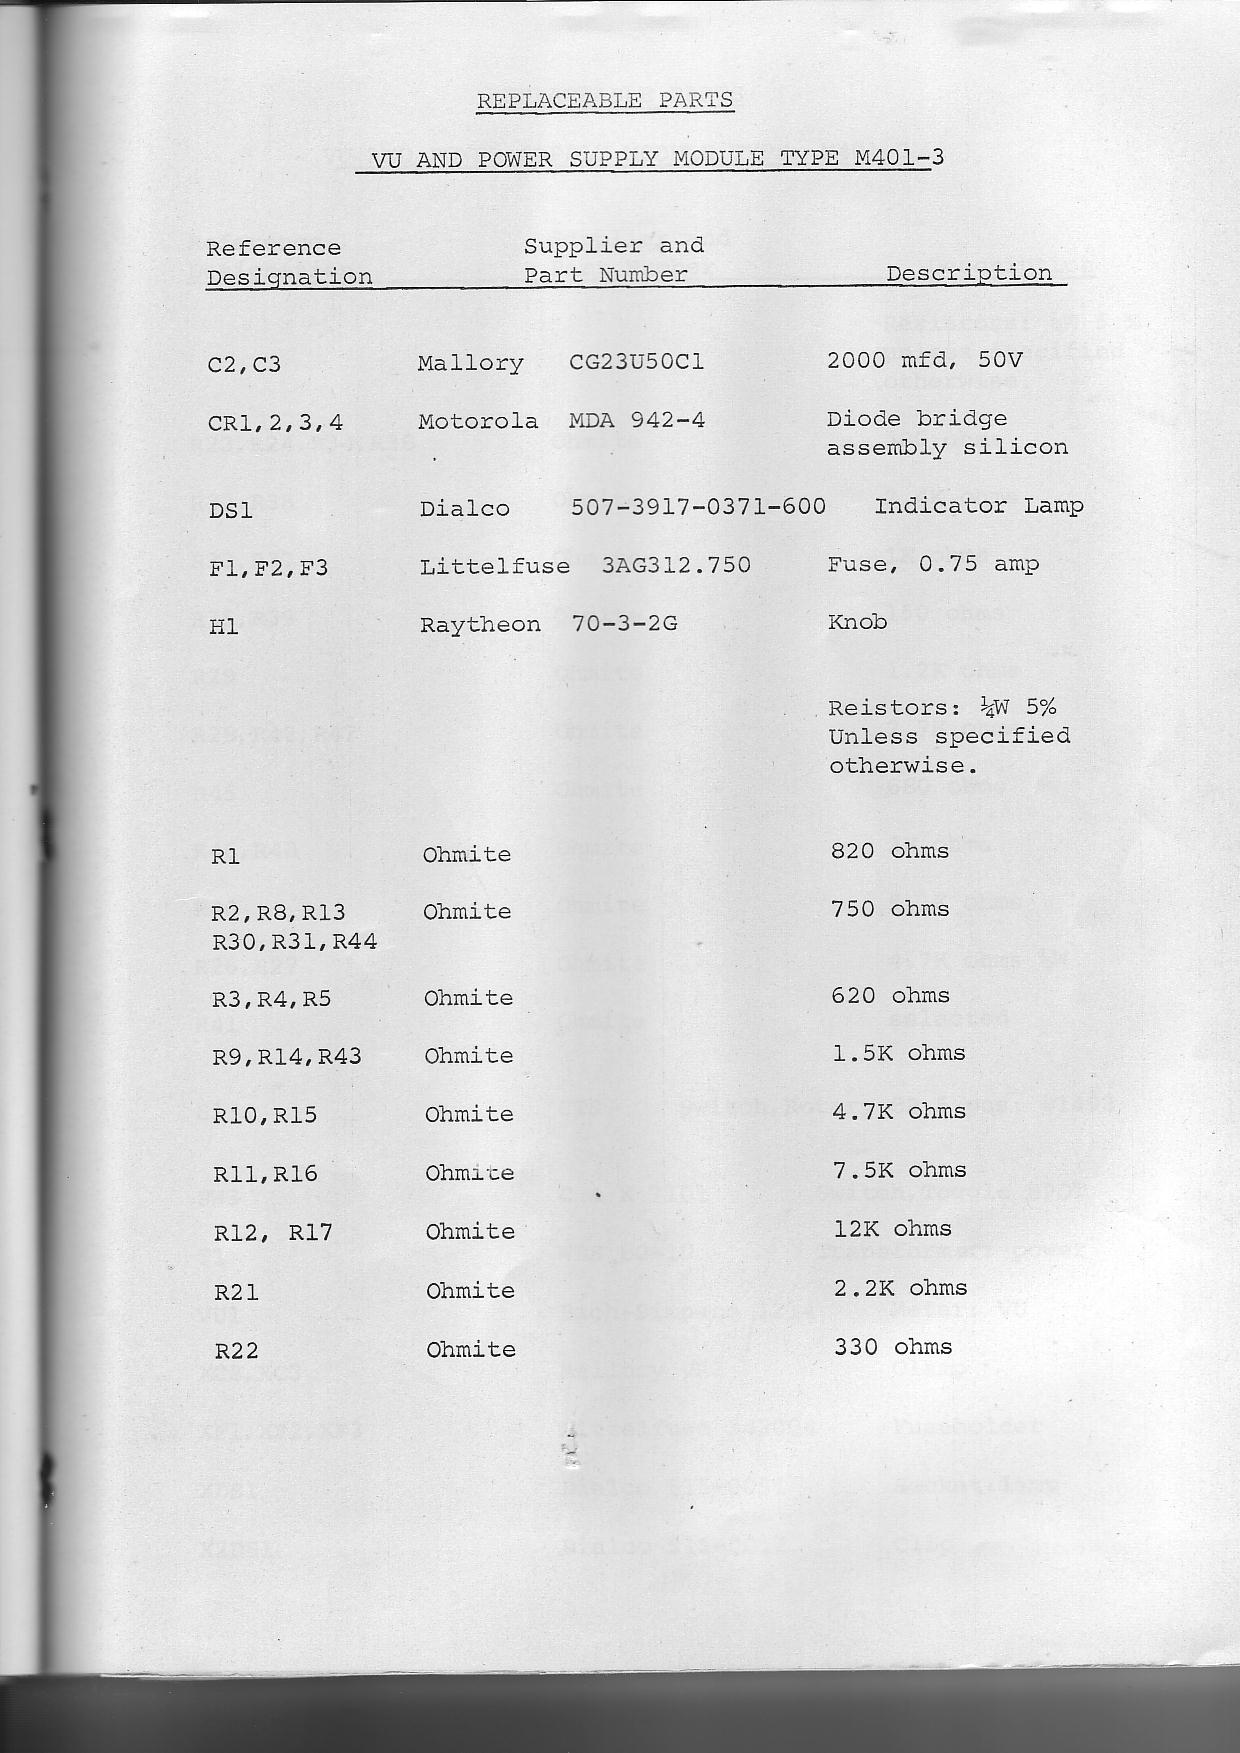 REPLACEABLE PARTS
VU AND POWER SUPPLY MODULE TYPE M401-3
Reference Supplier and
Designation Part Number Description
C2,C3 Mallory CG23U50C1 2000 mfd, 50V
CR1,2,3,4 Motorola MDA 942-4 Diode bridge
assembly silicon
DS1 Dialco 507-3917-0371-600 Indicator Lamp
F1,F2,F3 Littelfuse 3AG312.750 Fuse, 0.75 amp
H1 Raytheon 70-3-2G Knob
Reistors: ¼W 5%
Unless specified
otherwise.
R1 Ohmite 820 ohms
R2,R8,R13 Ohmite 750 ohms
R30,R31,R44
R3,R4,R5 Ohmite 620 ohms
R9,R14,R43 Ohmite 1.5K ohms
R10,R15 Ohmite 4.7K ohms
R11,R16 Ohmite 7.5K ohms
R12, R17 Ohmite 12K ohms
R21 Ohmite 2.2K ohms
R22 Ohmite 330 ohms